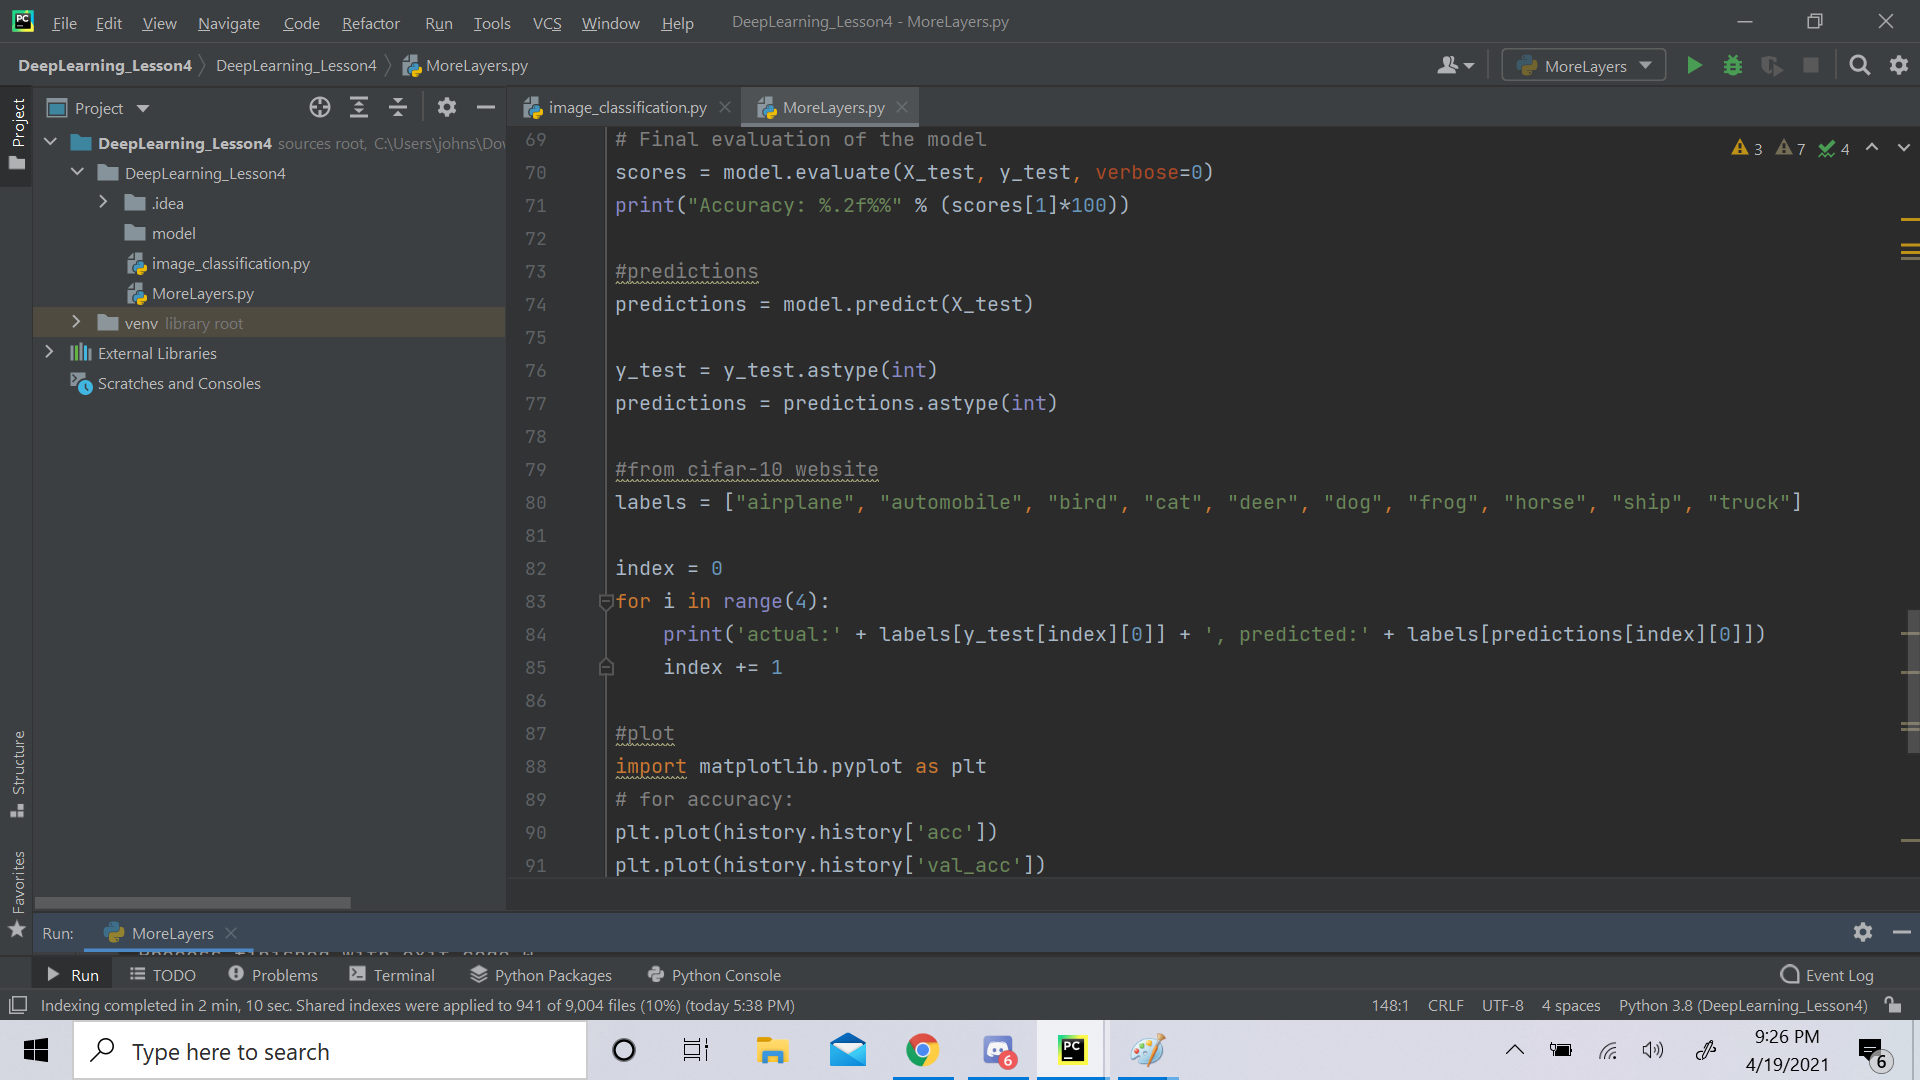 File Edit View Navigate Code Refactor Run Tools VCS Window Help DeepLearning_Lesson4 - MoreLayers.py
DeepLearning_Lesson4 DeepLearning_Lesson4 MoreLayers.py MoreLayers
Project image_classification.py MoreLayers.py
Project
DeepLearning_Lesson4 sources root, C:\Users\johns\Dov
DeepLearning_Lesson4
.idea
model
image_classification.py
MoreLayers.py
venv library root
External Libraries
Scratches and Consoles
3 7 4
69 # Final evaluation of the model
70 scores = model.evaluate(X_test, y_test, verbose=0)
71 print("Accuracy: %.2f%%" % (scores[1]*100))
72
73 #predictions
74 predictions = model.predict(X_test)
75
76 y_test = y_test.astype(int)
77 predictions = predictions.astype(int)
78
79 #from cifar-10 website
80 labels = ["airplane", "automobile", "bird", "cat", "deer", "dog", "frog", "horse", "ship", "truck"]
81
82 index = 0
83 for i in range(4):
84 print('actual:' + labels[y_test[index][0]] + ', predicted:' + labels[predictions[index][0]])
85 index += 1
86
87 #plot
88 import matplotlib.pyplot as plt
89 # for accuracy:
90 plt.plot(history.history['acc'])
91 plt.plot(history.history['val_acc'])
Structure
Favorites
Run: MoreLayers
Run TODO Problems Terminal Python Packages Python Console Event Log
Indexing completed in 2 min, 10 sec. Shared indexes were applied to 941 of 9,004 files (10%) (today 5:38 PM) 148:1 CRLF UTF-8 4 spaces Python 3.8 (DeepLearning_Lesson4)
Type here to search 6 PC 9:26 PM
4/19/2021 6